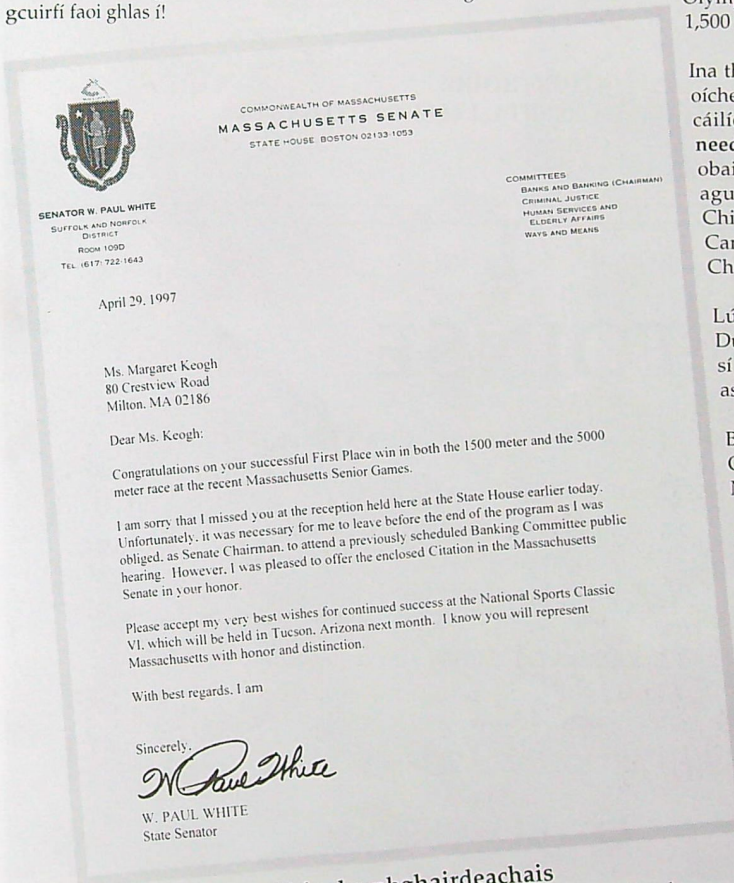 gcuirfí faoi ghlas í!
COMMONWEALTH OF MASSACHUSETTS
MASSACHUSETTS SENATE
STATE HOUSE, BOSTON 02133-1053
SENATOR W. PAUL WHITE
SUFFOLK AND NORFOLK
DISTRICT
ROOM 109D
TEL. (617) 722-1643
COMMITTEES
BANKS AND BANKING (CHAIRMAN)
CRIMINAL JUSTICE
HUMAN SERVICES AND
ELDERLY AFFAIRS
WAYS AND MEANS
April 29, 1997
Ms. Margaret Keogh
80 Crestview Road
Milton, MA 02186
Dear Ms. Keogh:
Congratulations on your successful First Place win in both the 1500 meter and the 5000
meter race at the recent Massachusetts Senior Games.
I am sorry that I missed you at the reception held here at the State House earlier today.
Unfortunately, it was necessary for me to leave before the end of the program as I was
obliged, as Senate Chairman, to attend a previously scheduled Banking Committee public
hearing. However, I was pleased to offer the enclosed Citation in the Massachusetts
Senate in your honor.
Please accept my very best wishes for continued success at the National Sports Classic
VI, which will be held in Tucson, Arizona next month. I know you will represent
Massachusetts with honor and distinction.
With best regards, I am
Sincerely,
W. Paul White
W. PAUL WHITE
State Senator
1,500
Ina
oíche
obai
agu
Chi
Ch
sí